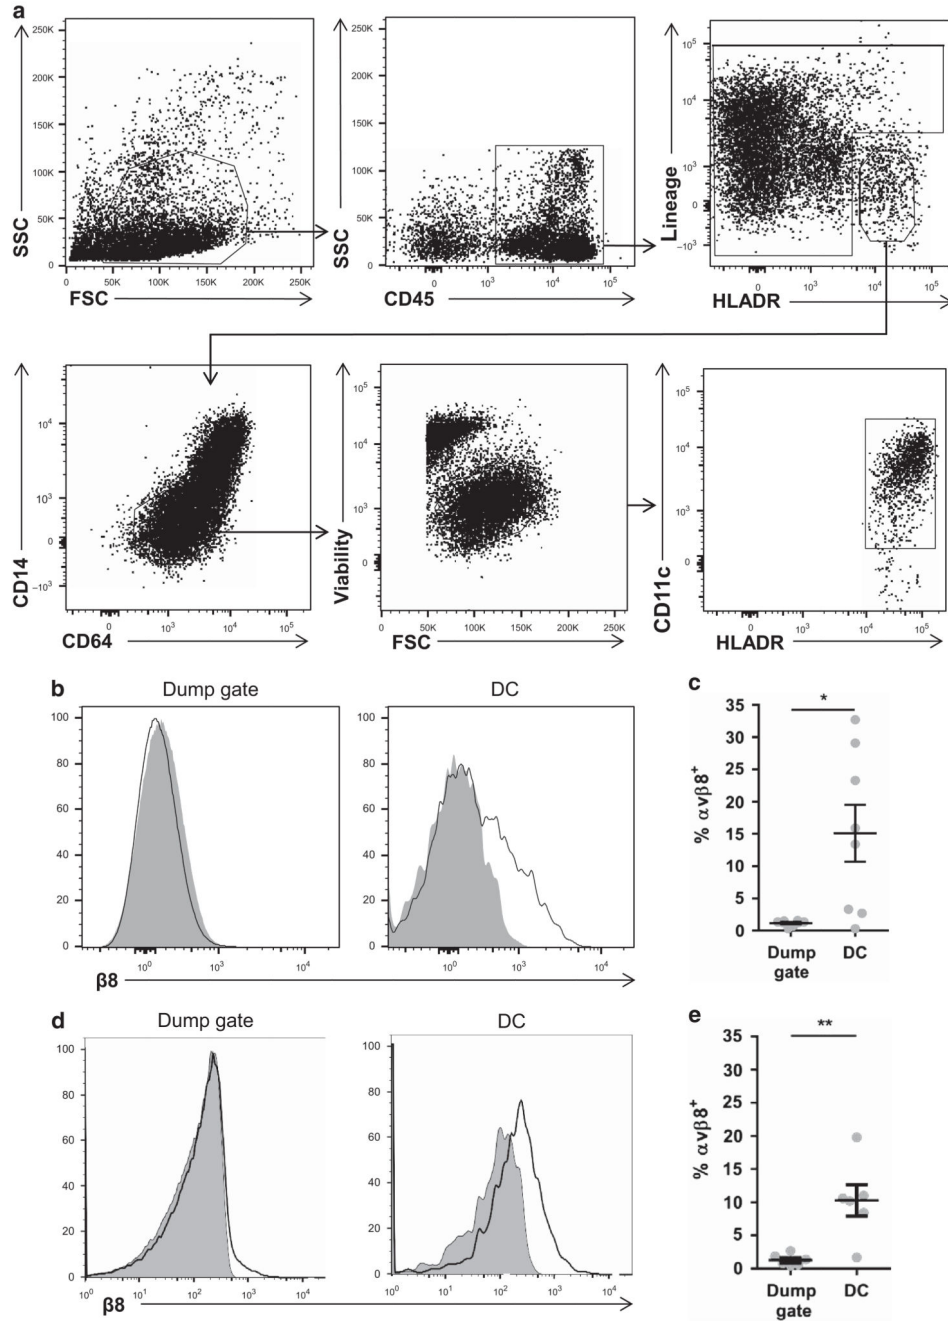 a
250K
200K
150K
100K
50K
0
0 50K 100K 150K 200K 250K
SSC
FSC
250K
200K
150K
100K
50K
0
0 10³ 10⁴ 10⁵
SSC
CD45
10⁵
10⁴
10³
0
−10³
0 10³ 10⁴ 10⁵
Lineage
HLADR
10⁴
10³
0
−10³
0 10³ 10⁴ 10⁵
CD14
CD64
10⁵
10⁴
10³
0
0 50K 100K 150K 200K 250K
Viability
FSC
10⁵
10⁴
10³
0
0 10³ 10⁴ 10⁵
CD11c
HLADR
b
Dump gate
DC
100
80
60
40
20
0
10⁰ 10³ 10⁴
100
80
60
40
20
0
10⁰ 10³ 10⁴
β8
c
*
% αvβ8⁺
35
30
25
20
15
10
5
0
Dump gate
DC
d
Dump gate
DC
100
80
60
40
20
0
10⁰ 10¹ 10² 10³ 10⁴
100
80
60
40
20
0
10⁰ 10¹ 10² 10³ 10⁴
β8
e
**
% αvβ8⁺
35
30
25
20
15
10
5
0
Dump gate
DC